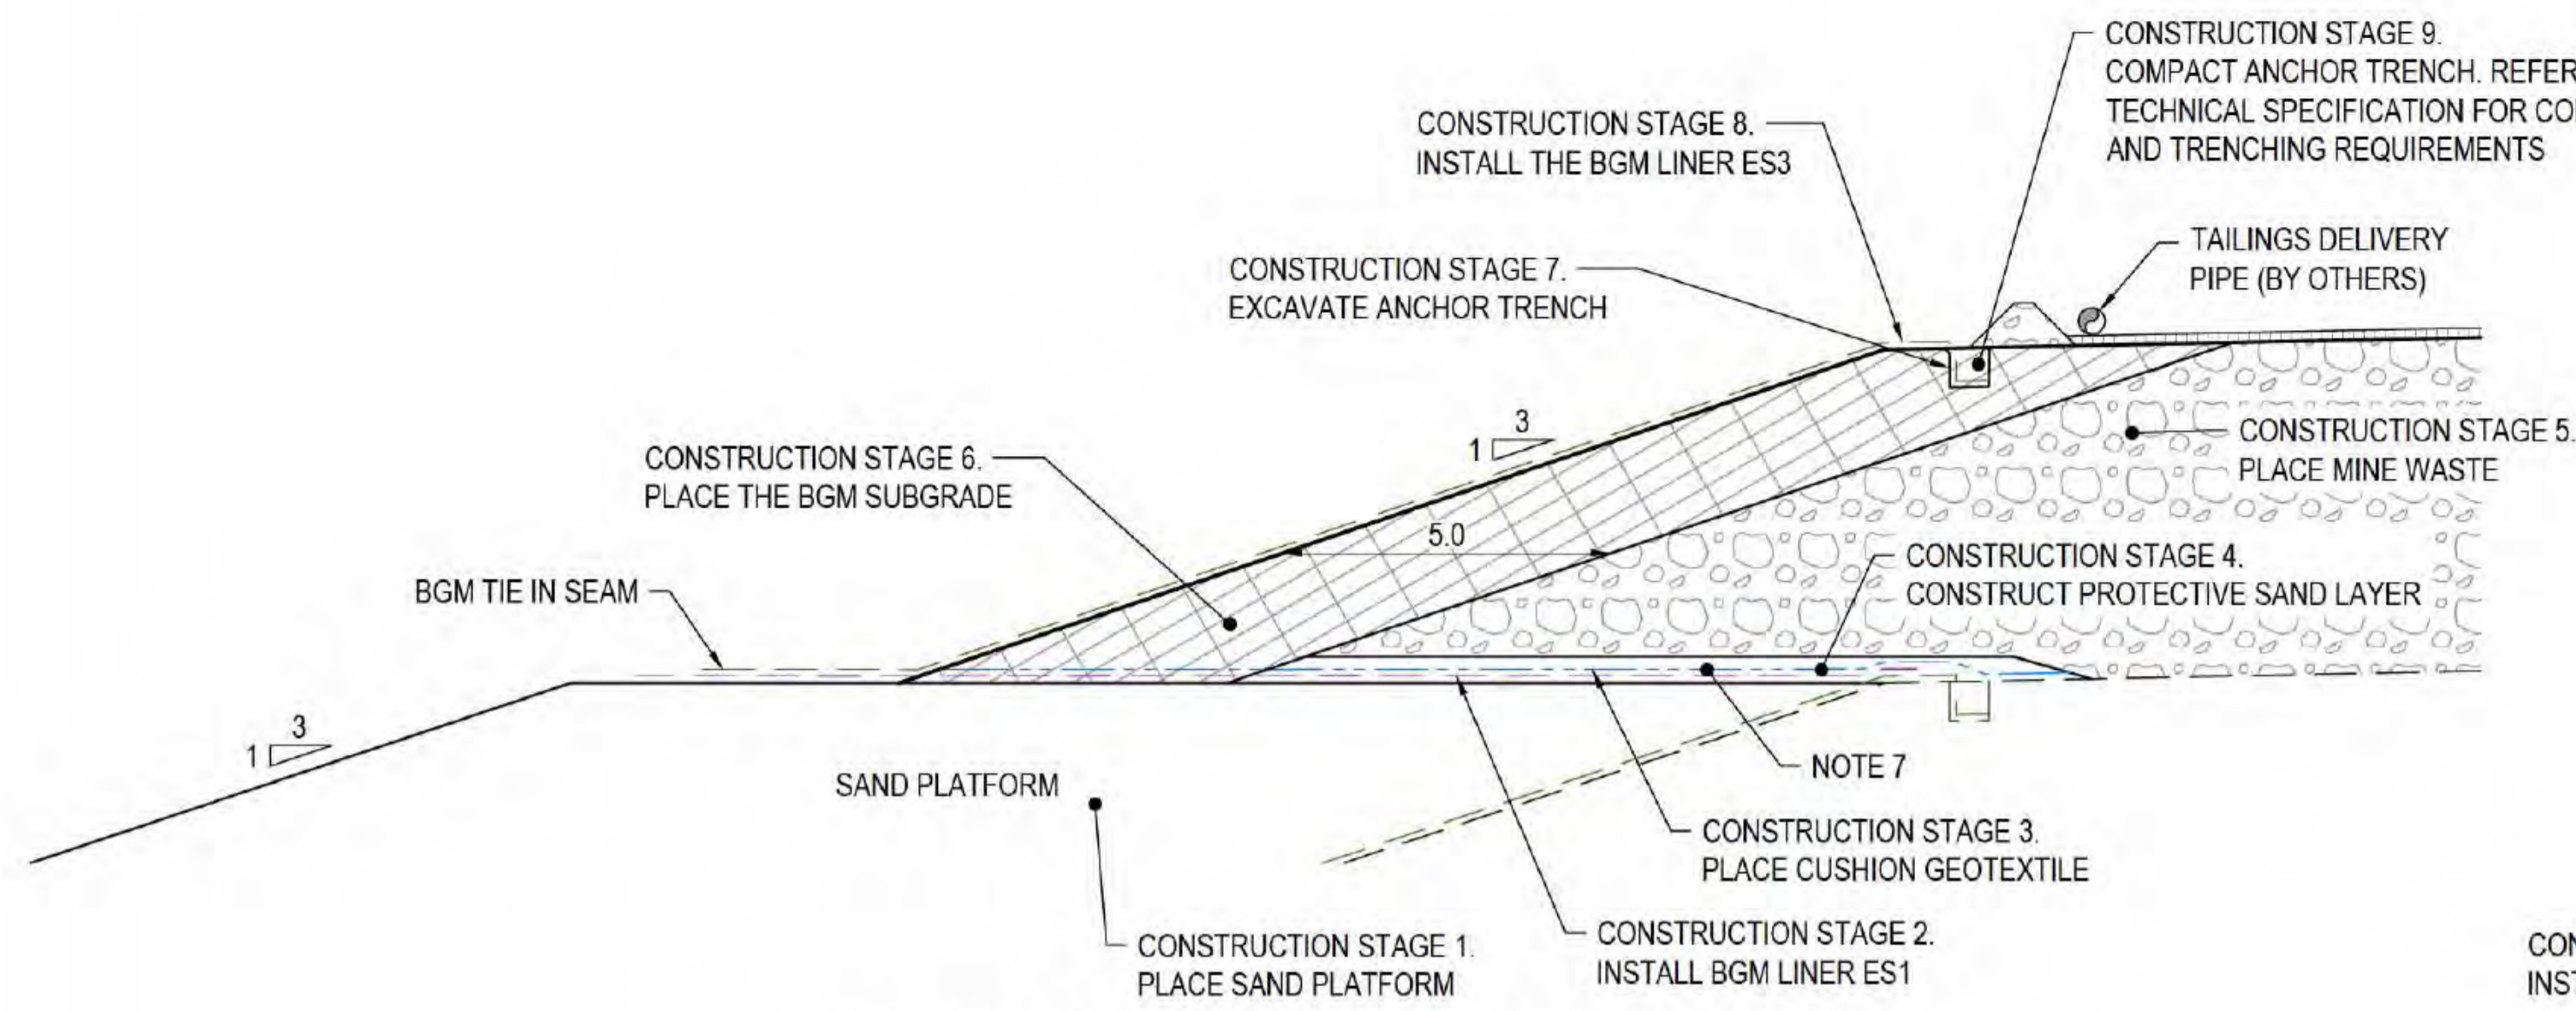 CONSTRUCTION STAGE 9.
COMPACT ANCHOR TRENCH. REFER
TECHNICAL SPECIFICATION FOR
AND TRENCHING REQUIREMENTS
CONSTRUCTION STAGE 8.
INSTALL THE BGM LINER ES3
TAILINGS DELIVERY
PIPE (BY OTHERS)
CONSTRUCTION STAGE 7.
EXCAVATE ANCHOR TRENCH
3
1
CONSTRUCTION STAGE 5.
PLACE MINE WASTE
CONSTRUCTION STAGE 6.
PLACE THE BGM SUBGRADE
5.0
CONSTRUCTION STAGE 4.
CONSTRUCT PROTECTIVE SAND LAYER
BGM TIE IN SEAM
3
1
SAND PLATFORM
NOTE 7
CONSTRUCTION STAGE 3.
PLACE CUSHION GEOTEXTILE
CONSTRUCTION STAGE 2.
INSTALL BGM LINER ES1
CONSTRUCTION STAGE 1.
PLACE SAND PLATFORM